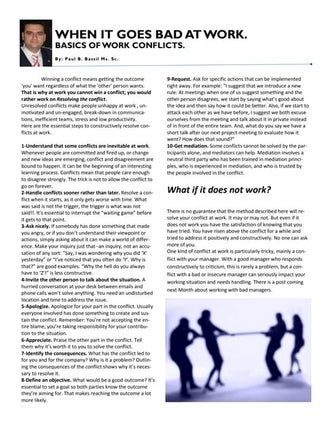 WHEN IT GOES BAD AT WORK.
BASICS OF WORK CONFLICTS.
By: Paul B. Bassil Ms. Sc.
Winning a conflict means getting the outcome
'you' want regardless of what the 'other' person wants.
That is why at work you cannot win a conflict; you would
rather work on Resolving the conflict.
Unresolved conflicts make people unhappy at work , un-
motivated and un-engaged, break-down in communica-
tions, inefficient teams, stress and low productivity.
Here are the essential steps to constructively resolve con-
flicts at work.
1-Understand that some conflicts are inevitable at work.
Whenever people are committed and fired up, or change
and new ideas are emerging, conflict and disagreement are
bound to happen. It can be the beginning of an interesting
learning process. Conflicts mean that people care enough
to disagree strongly. The trick is not to allow the conflict to
go on forever.
2-Handle conflicts sooner rather than later. Resolve a con-
flict when it starts, as it only gets worse with time. What
was said is not the trigger, the trigger is what was not
said!!. It's essential to interrupt the "waiting game" before
it gets to that point.
3-Ask nicely. If somebody has done something that made
you angry, or if you don't understand their viewpoint or
actions, simply asking about it can make a world of differ-
ence. Make your inquiry just that -an inquiry, not an accu-
sation of any sort: "Say, I was wondering why you did 'X'
yesterday" or "I've noticed that you often do 'Y'. Why is
that?" are good examples. "Why the hell do you always
have to 'Z'!" is less constructive.
4-Invite the other person to talk about the situation. A
hurried conversation at your desk between emails and
phone calls won't solve anything. You need an undisturbed
location and time to address the issue.
5-Apologize. Apologize for your part in the conflict. Usually
everyone involved has done something to create and sus-
tain the conflict. Remember: You're not accepting the en-
tire blame; you're taking responsibility for your contribu-
tion to the situation.
6-Appreciate. Praise the other part in the conflict. Tell
them why it's worth it to you to solve the conflict.
7-Identify the consequences. What has the conflict led to
for you and for the company? Why is it a problem? Outlin-
ing the consequences of the conflict shows why it's neces-
sary to resolve it.
8-Define an objective. What would be a good outcome? It's
essential to set a goal so both parties know the outcome
they're aiming for. That makes reaching the outcome a lot
more likely.
9-Request. Ask for specific actions that can be implemented
right away. For example: "I suggest that we introduce a new
rule: At meetings when one of us suggest something and the
other person disagrees, we start by saying what's good about
the idea and then say how it could be better. Also, if we start to
attack each other as we have before, I suggest we both excuse
ourselves from the meeting and talk about it in private instead
of in front of the entire team. And, what do you say we have a
short talk after our next project meeting to evaluate how it
went? How does that sound?"
10-Get mediation. Some conflicts cannot be solved by the par-
ticipants alone, and mediators can help. Mediation involves a
neutral third party who has been trained in mediation princi-
ples, who is experienced in mediation, and who is trusted by
the people involved in the conflict.
What if it does not work?
There is no guarantee that the method described here will re-
solve your conflict at work. It may or may not. But even if it
does not work you have the satisfaction of knowing that you
have tried. You have risen above the conflict for a while and
tried to address it positively and constructively. No one can ask
more of you.
One kind of conflict at work is particularly tricky, mainly a con-
flict with your manager. With a good manager who responds
constructively to criticism, this is rarely a problem, but a con-
flict with a bad or insecure manager can seriously impact your
working situation and needs handling. There is a post coming
next Month about working with bad managers.